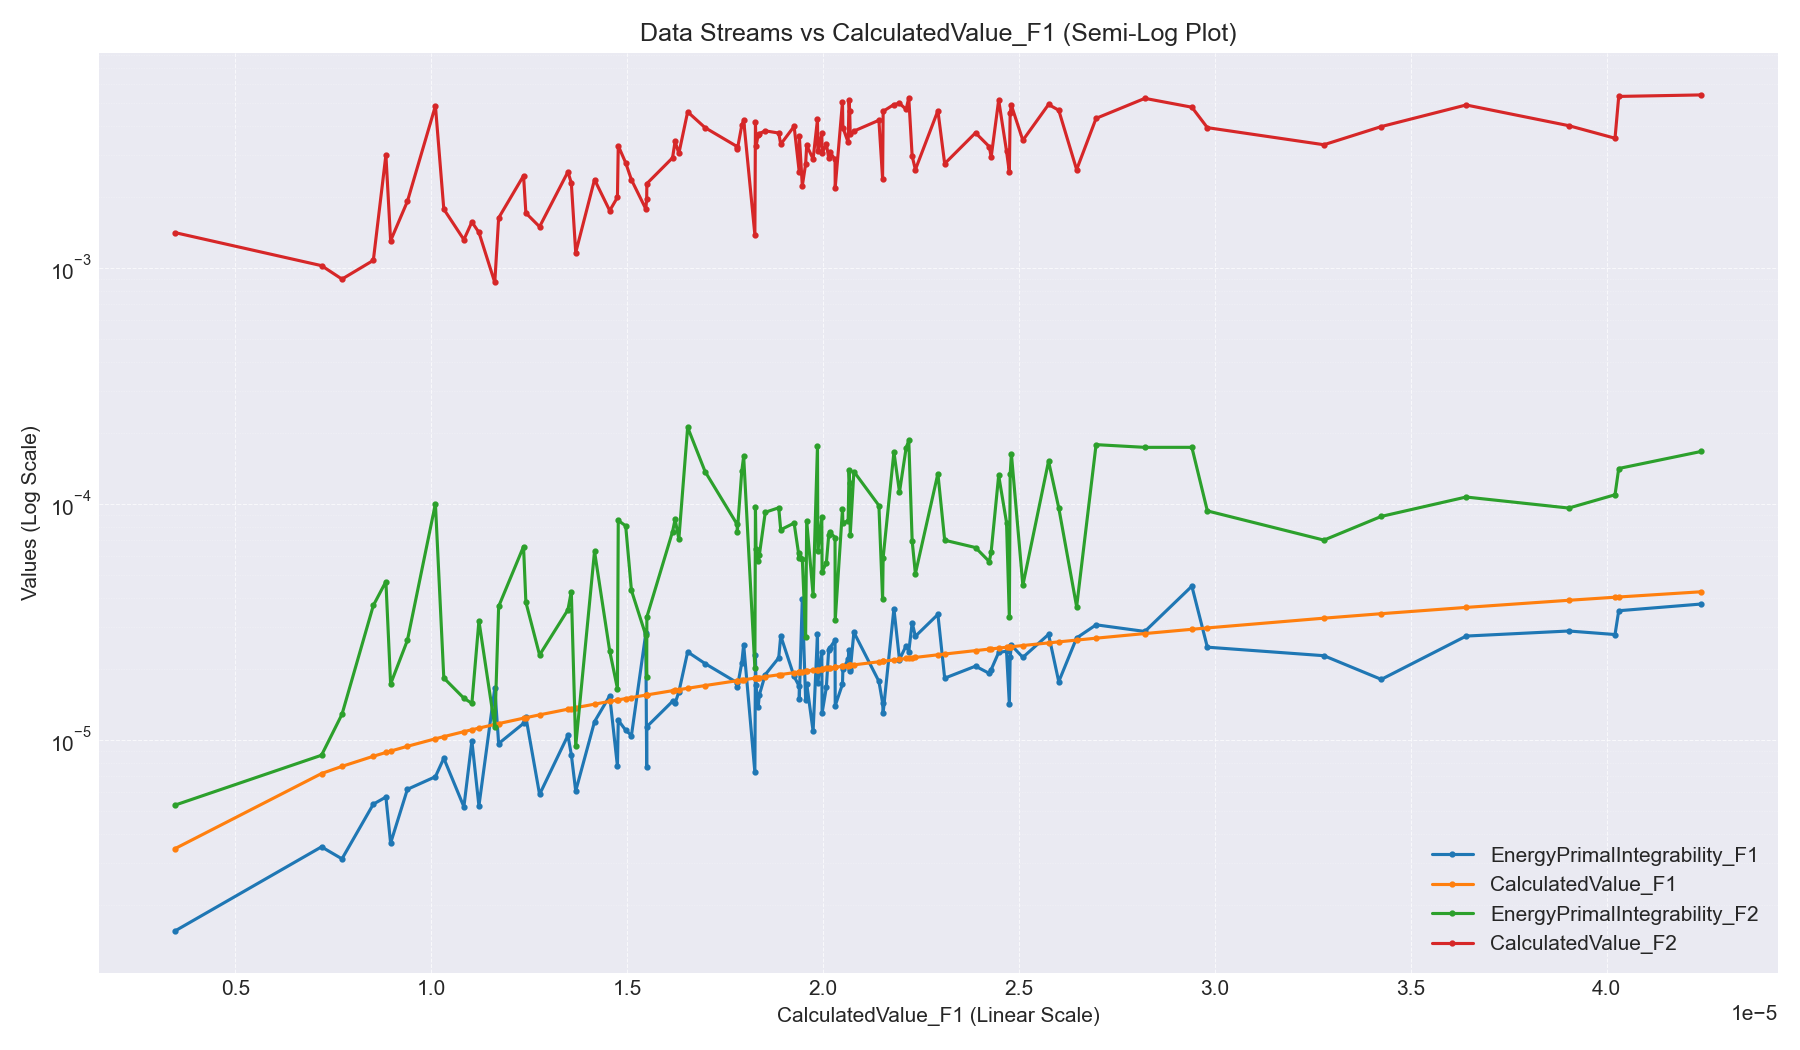 Data Streams vs CalculatedValue_F1 (Semi-Log Plot)
Values (Log Scale)
10−3
10−4
10−5
0.5 1.0 1.5 2.0 2.5 3.0 3.5 4.0
1e−5
CalculatedValue_F1 (Linear Scale)
EnergyPrimalIntegrability_F1
CalculatedValue_F1
EnergyPrimalIntegrability_F2
CalculatedValue_F2